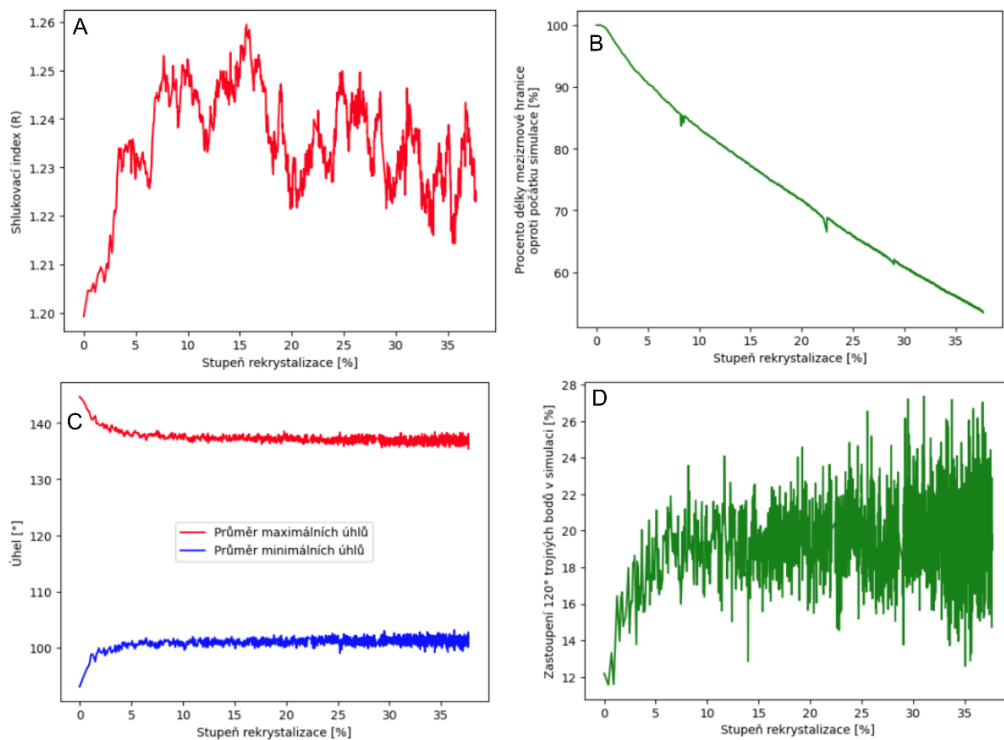 A
Shlukovací index (R)
1.26
1.25
1.24
1.23
1.22
1.21
1.20
0 5 10 15 20 25 30 35
Stupeň rekrystalizace [%]
B
Procento délky mezizrnové hranice
oproti počátku simulace [%]
100
90
80
70
60
0 5 10 15 20 25 30 35
Stupeň rekrystalizace [%]
C
Úhel [°]
140
130
120
110
100
Průměr maximálních úhlů
Průměr minimálních úhlů
0 5 10 15 20 25 30 35
Stupeň rekrystalizace [%]
D
Zastoupení 120° trojných bodů v simulaci [%]
28
26
24
22
20
18
16
14
12
0 5 10 15 20 25 30 35
Stupeň rekrystalizace [%]